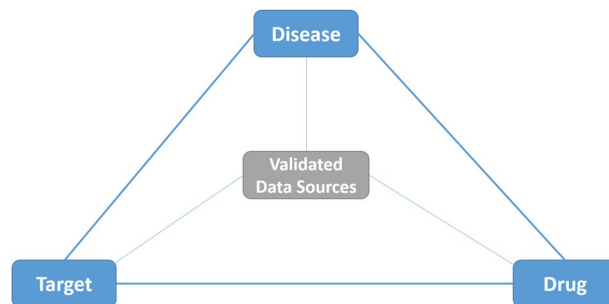 Disease
Validated
Data Sources
Target
Drug